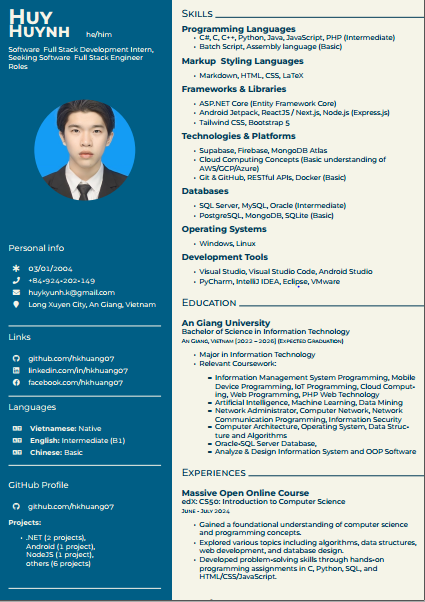 HUY
HUYNH he/him
Software Full Stack Development Intern,
Seeking Software Full Stack Engineer
Roles
Personal info
03/01/2004
+84-924-202-149
huykyunh.k@gmail.com
Long Xuyen City, An Giang, Vietnam
Links
github.com/hkhuang07
linkedin.com/in/hkhuang07
facebook.com/hkhuang07
Languages
Vietnamese: Native
English: Intermediate (B1)
Chinese: Basic
GitHub Profile
github.com/hkhuang07
Projects:
• .NET (2 projects),
Android (1 project),
NodeJS (1 project),
others (6 projects)
SKILLS
Programming Languages
• C#, C, C++, Python, Java, JavaScript, PHP (Intermediate)
• Batch Script, Assembly language (Basic)
Markup Styling Languages
• Markdown, HTML, CSS, LaTeX
Frameworks & Libraries
• ASP.NET Core (Entity Framework Core)
• Android Jetpack, ReactJS / Next.js, Node.js (Express.js)
• Tailwind CSS, Bootstrap 5
Technologies & Platforms
• Supabase, Firebase, MongoDB Atlas
• Cloud Computing Concepts (Basic understanding of
AWS/GCP/Azure)
• Git & GitHub, RESTful APIs, Docker (Basic)
Databases
• SQL Server, MySQL, Oracle (Intermediate)
• PostgreSQL, MongoDB, SQLite (Basic)
Operating Systems
• Windows, Linux
Development Tools
• Visual Studio, Visual Studio Code, Android Studio
• PyCharm, IntelliJ IDEA, Eclipse, VMware
EDUCATION
An Giang University
Bachelor of Science in Information Technology
AN GIANG, VIETNAM [2022 – 2026] (EXPECTED GRADUATION)
• Major in Information Technology
• Relevant Coursework:
– Information Management System Programming, Mobile
Device Programming, IoT Programming, Cloud Comput-
ing, Web Programming, PHP Web Technology
– Artificial Intelligence, Machine Learning, Data Mining
– Network Administrator, Computer Network, Network
Communication Programming, Information Security
– Computer Architecture, Operating System, Data Struc-
ture and Algorithms
– Oracle-SQL Server Database,
– Analyze & Design Information System and OOP Software
EXPERIENCES
Massive Open Online Course
edX: CS50: Introduction to Computer Science
JUNE - JULY 2024
• Gained a foundational understanding of computer science
and programming concepts.
• Explored various topics including algorithms, data structures,
web development, and database design.
• Developed problem-solving skills through hands-on
programming assignments in C, Python, SQL, and
HTML/CSS/JavaScript.